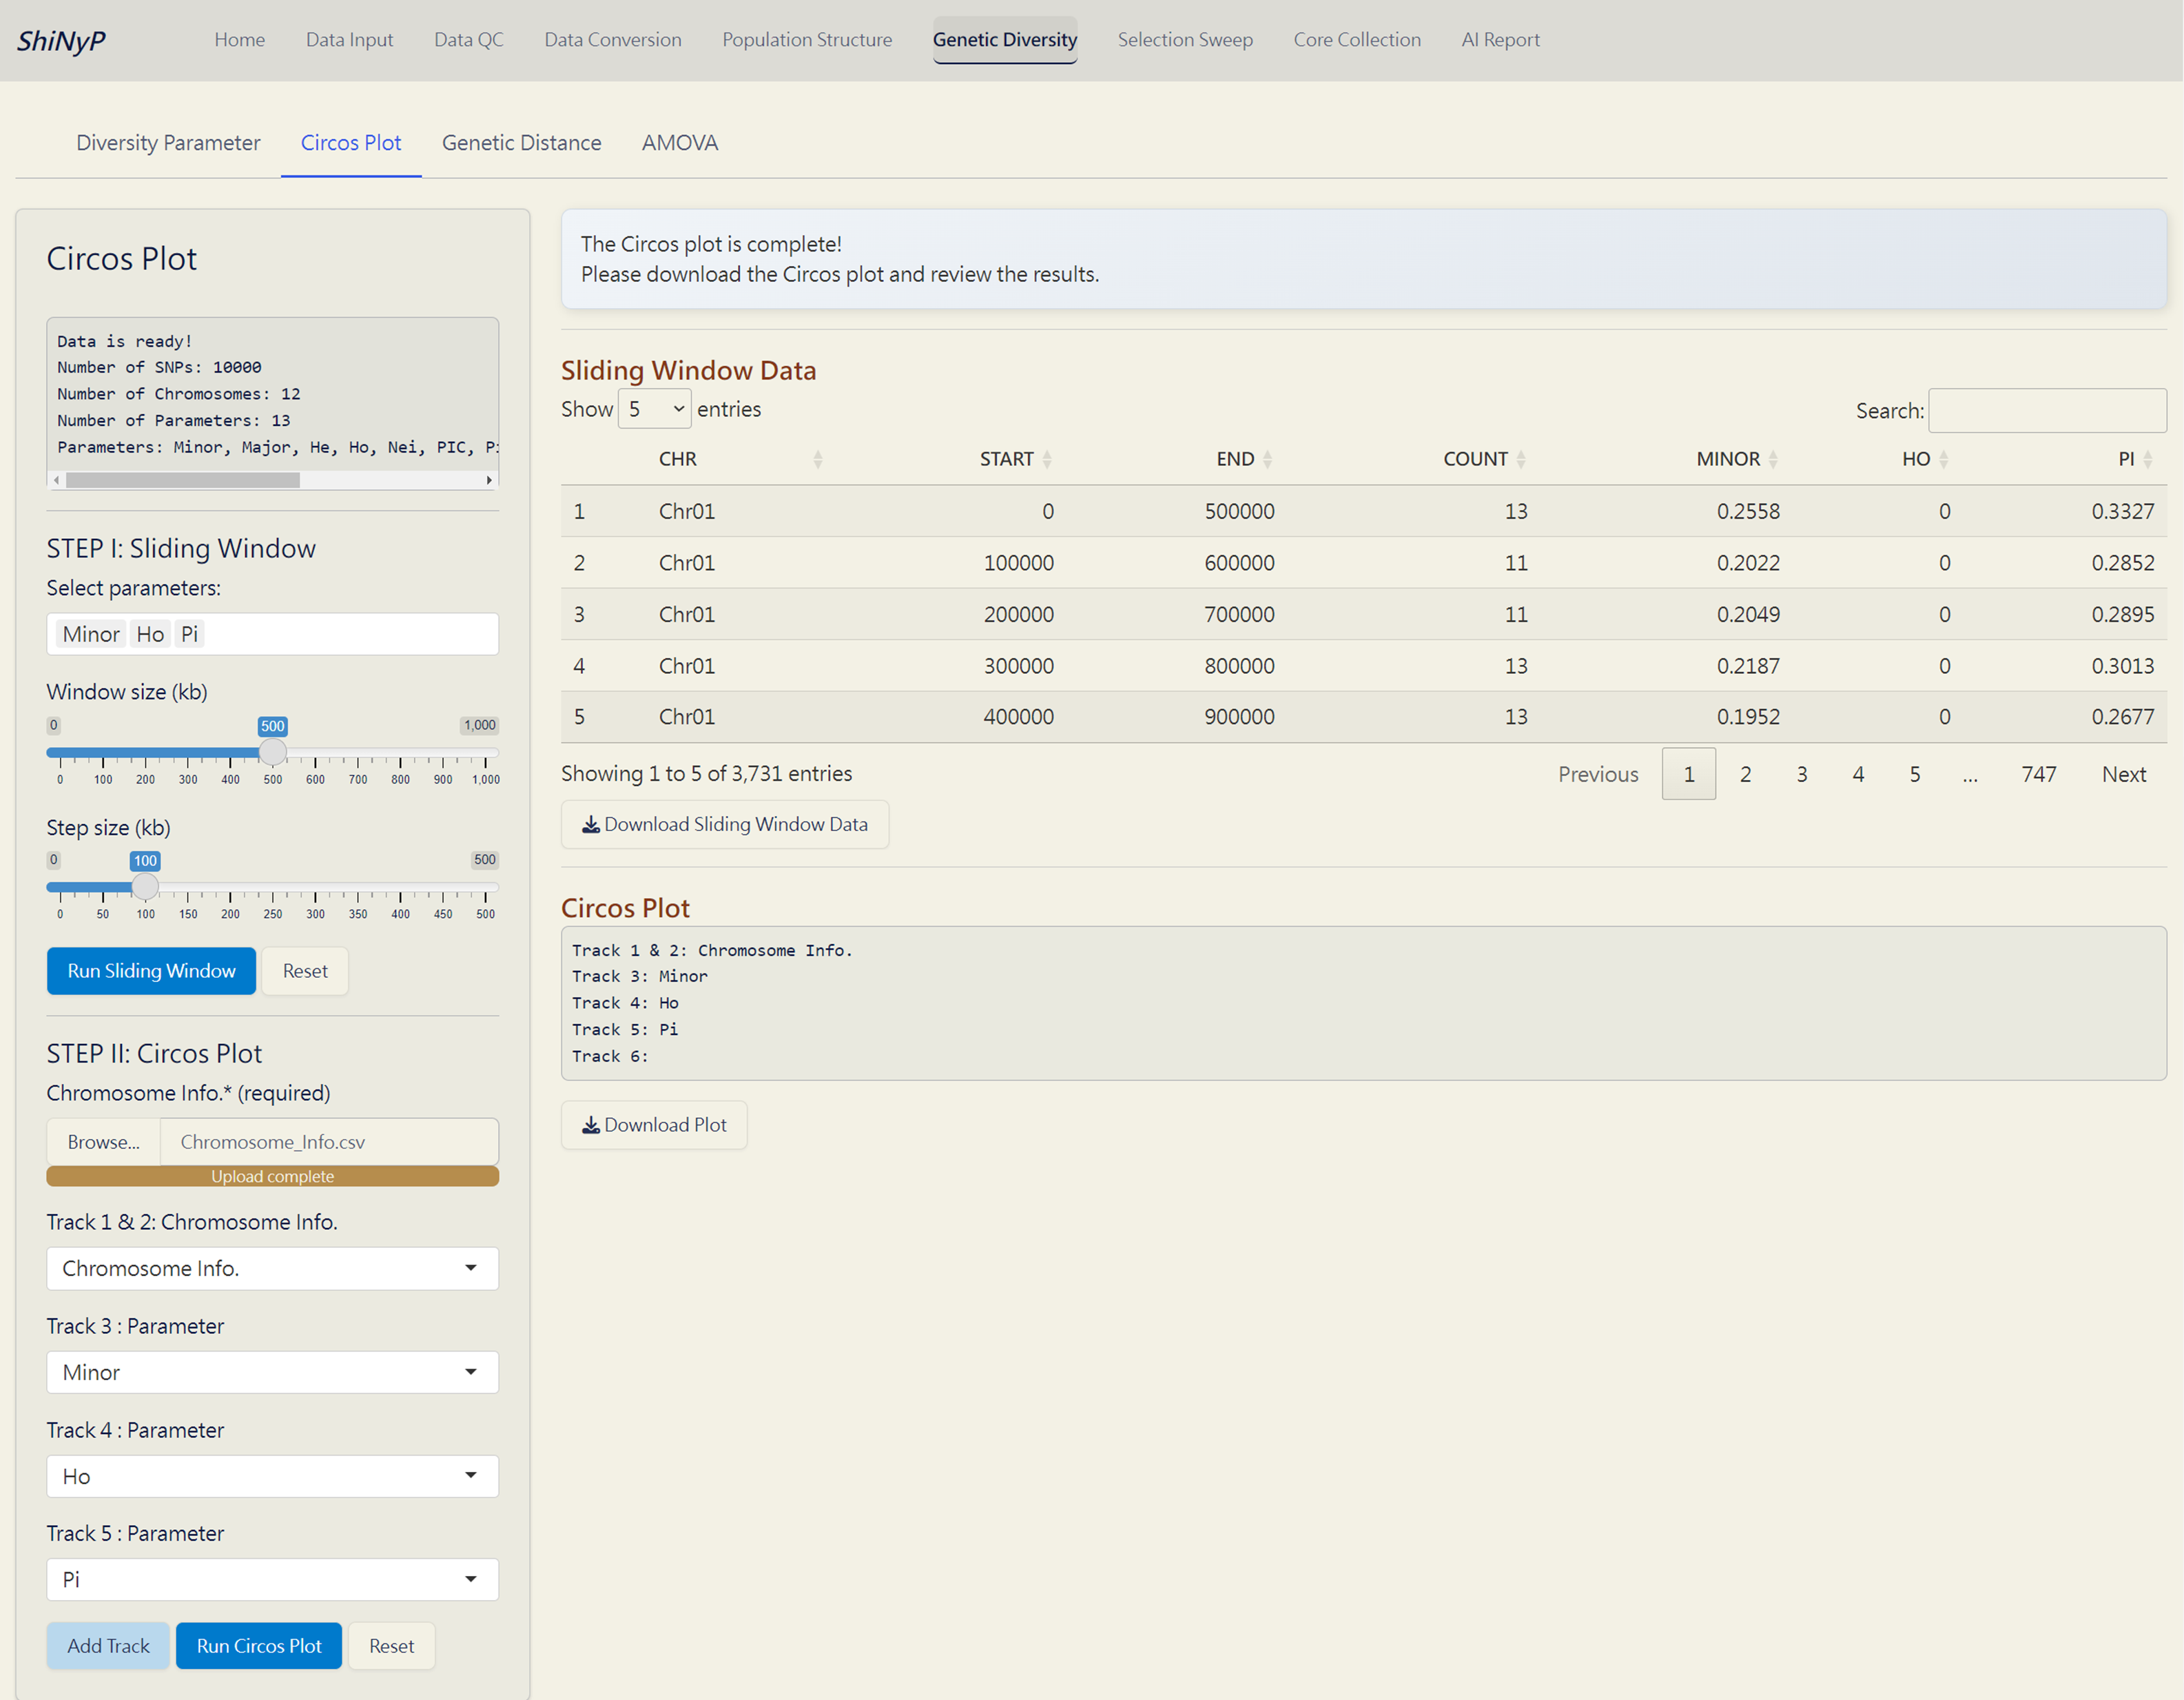 ShiNyP Home Data Input Data QC Data Conversion Population Structure Genetic Diversity Selection Sweep Core Collection AI Report
Diversity Parameter Circos Plot Genetic Distance AMOVA
Circos Plot
Data is ready!
Number of SNPs: 10000
Number of Chromosomes: 12
Number of Parameters: 13
Parameters: Minor, Major, He, Ho, Nei, PIC,
STEP I: Sliding Window
Select parameters:
Minor Ho Pi
Window size (kb)
0 500 1,000
0 100 200 300 400 500 600 700 800 900 1,000
Step size (kb)
0 100 500
0 50 100 150 200 250 300 350 400 450 500
Run Sliding Window Reset
STEP II: Circos Plot
Chromosome Info.* (required)
Browse... Chromosome_Info.csv
Upload complete
Track 1 & 2: Chromosome Info.
Chromosome Info.
Track 3 : Parameter
Minor
Track 4 : Parameter
Ho
Track 5 : Parameter
Pi
Add Track Run Circos Plot Reset
The Circos plot is complete!
Please download the Circos plot and review the results.
Sliding Window Data
Show 5 entries Search:
CHR START END COUNT MINOR HO PI
1 Chr01 0 500000 13 0.2558 0 0.3327
2 Chr01 100000 600000 11 0.2022 0 0.2852
3 Chr01 200000 700000 11 0.2049 0 0.2895
4 Chr01 300000 800000 13 0.2187 0 0.3013
5 Chr01 400000 900000 13 0.1952 0 0.2677
Showing 1 to 5 of 3,731 entries Previous 1 2 3 4 5 ... 747 Next
Download Sliding Window Data
Circos Plot
Track 1 & 2: Chromosome Info.
Track 3: Minor
Track 4: Ho
Track 5: Pi
Track 6:
Download Plot